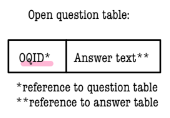 Open question table:
OQID* Answer text**
*reference to question table
**reference to answer table